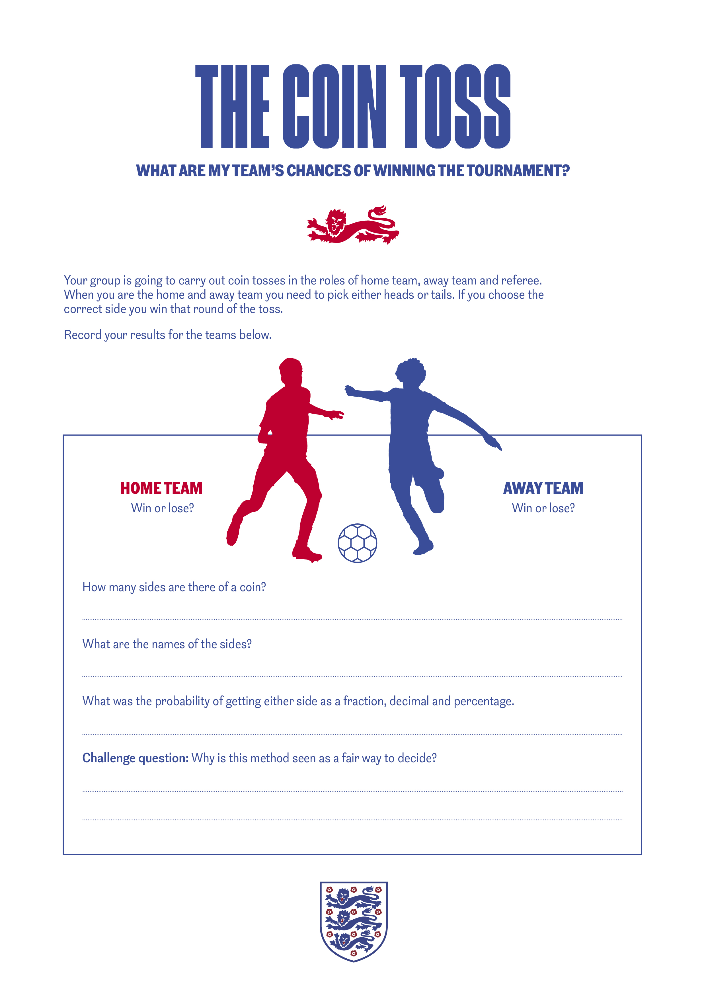 THE COIN TOSS
WHAT ARE MY TEAM’S CHANCES OF WINNING THE TOURNAMENT?
Your group is going to carry out coin tosses in the roles of home team, away team and referee.
When you are the home and away team you need to pick either heads or tails. If you choose the
correct side you win that round of the toss.
Record your results for the teams below.
HOME TEAM
Win or lose?
AWAY TEAM
Win or lose?
How many sides are there of a coin?
What are the names of the sides?
What was the probability of getting either side as a fraction, decimal and percentage.
Challenge question: Why is this method seen as a fair way to decide?